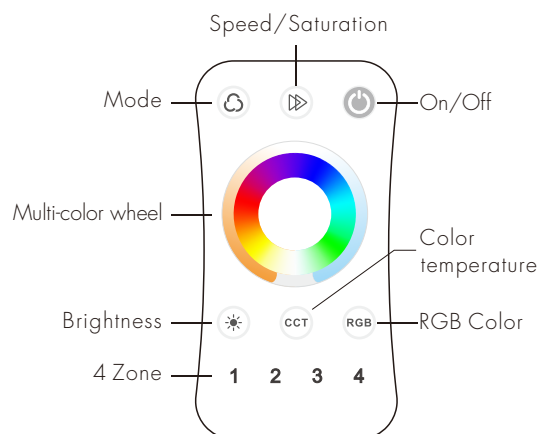 Speed/Saturation
Mode
On/Off
Multi-color wheel
Color
temperature
Brightness
CCT
RGB
RGB Color
4 Zone
1 2 3 4